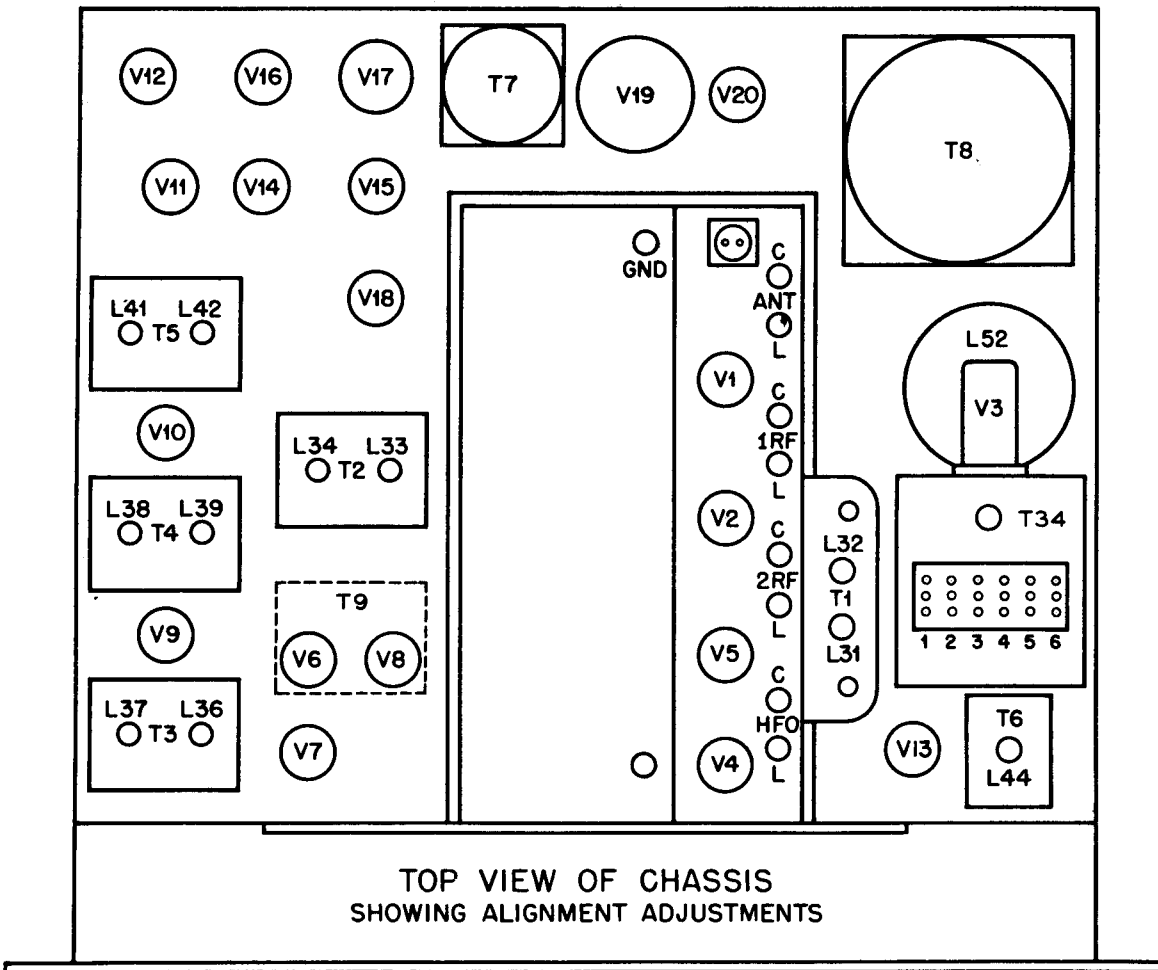 V12 V16 V17 T7 V19 V20
T8
V11 V14 V15
GND
C
ANT
L
V18
L41 L42
T5
L52
V3
V1
C
1RF
L
V10
L34 L33
T2
L38 L39
T4
V2
C
2RF
L
L32
T1
L31
T34
1 2 3 4 5 6
T9
V6 V8
V9
V5
C
HFO
L
L37 L36
T3
V7
V4
V13
T6
L44
TOP VIEW OF CHASSIS
SHOWING ALIGNMENT ADJUSTMENTS